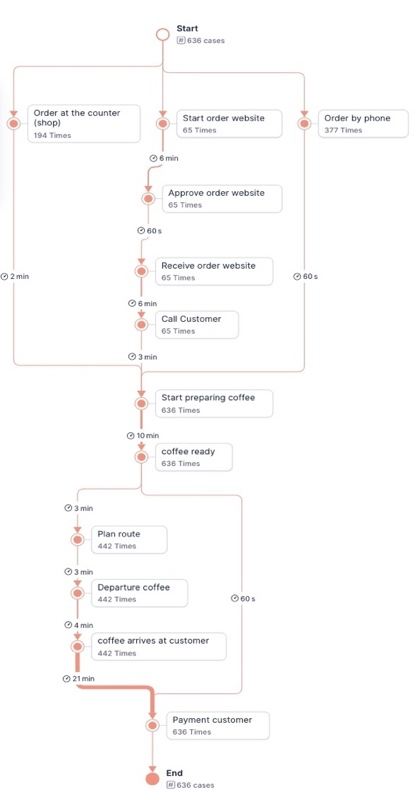 Start
636 cases
Order at the counter
(shop)
194 Times
Start order website
65 Times
Order by phone
377 Times
6 min
Approve order website
65 Times
60 s
Receive order website
65 Times
2 min
60 s
6 min
Call Customer
65 Times
3 min
Start preparing coffee
636 Times
10 min
coffee ready
636 Times
3 min
Plan route
442 Times
3 min
Departure coffee
442 Times
60 s
4 min
coffee arrives at customer
442 Times
21 min
Payment customer
636 Times
End
636 cases